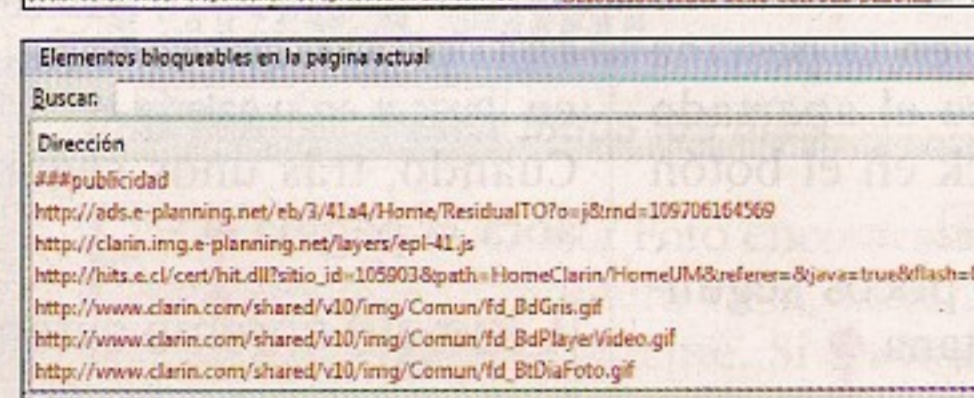 Elementos bloqueables en la página actual
Buscar:
Dirección
###publicidad
http://ads.e-planning.net/eb/3/41a4/Home/ResidualTO?o=j&rnd=109706164569
http://clarin.img.e-planning.net/layers/epl-41.js
http://hits.e.cl/cert/hit.dll?sitio_id=105903&path=HomeClarin/HomeUM&referer=&java=true&flash=
http://www.clarin.com/shared/v10/img/Comun/fd_BdGris.gif
http://www.clarin.com/shared/v10/img/Comun/fd_BdPlayerVideo.gif
http://www.clarin.com/shared/v10/img/Comun/fd_BtDiaFoto.gif